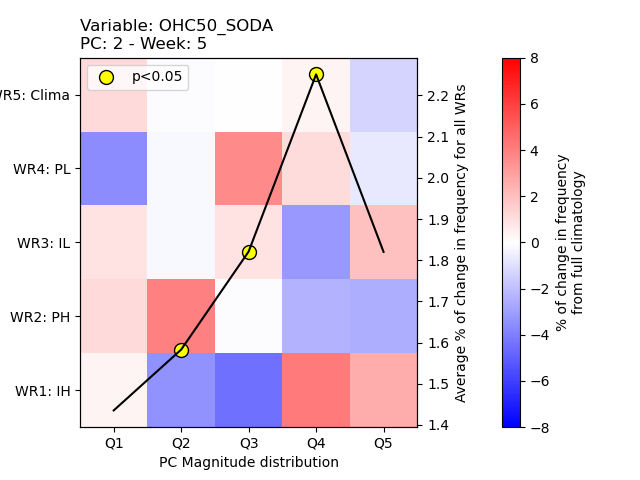 Variable: OHC50_SODA
PC: 2 - Week: 5
p<0.05
WR5: Clima
WR4: PL
WR3: IL
WR2: PH
WR1: IH
Q1 Q2 Q3 Q4 Q5
PC Magnitude distribution
2.2
2.1
2.0
1.9
1.8
1.7
1.6
1.5
1.4
Average % of change in frequency for all WRs
8
6
4
2
0
−2
−4
−6
−8
% of change in frequency
from full climatology